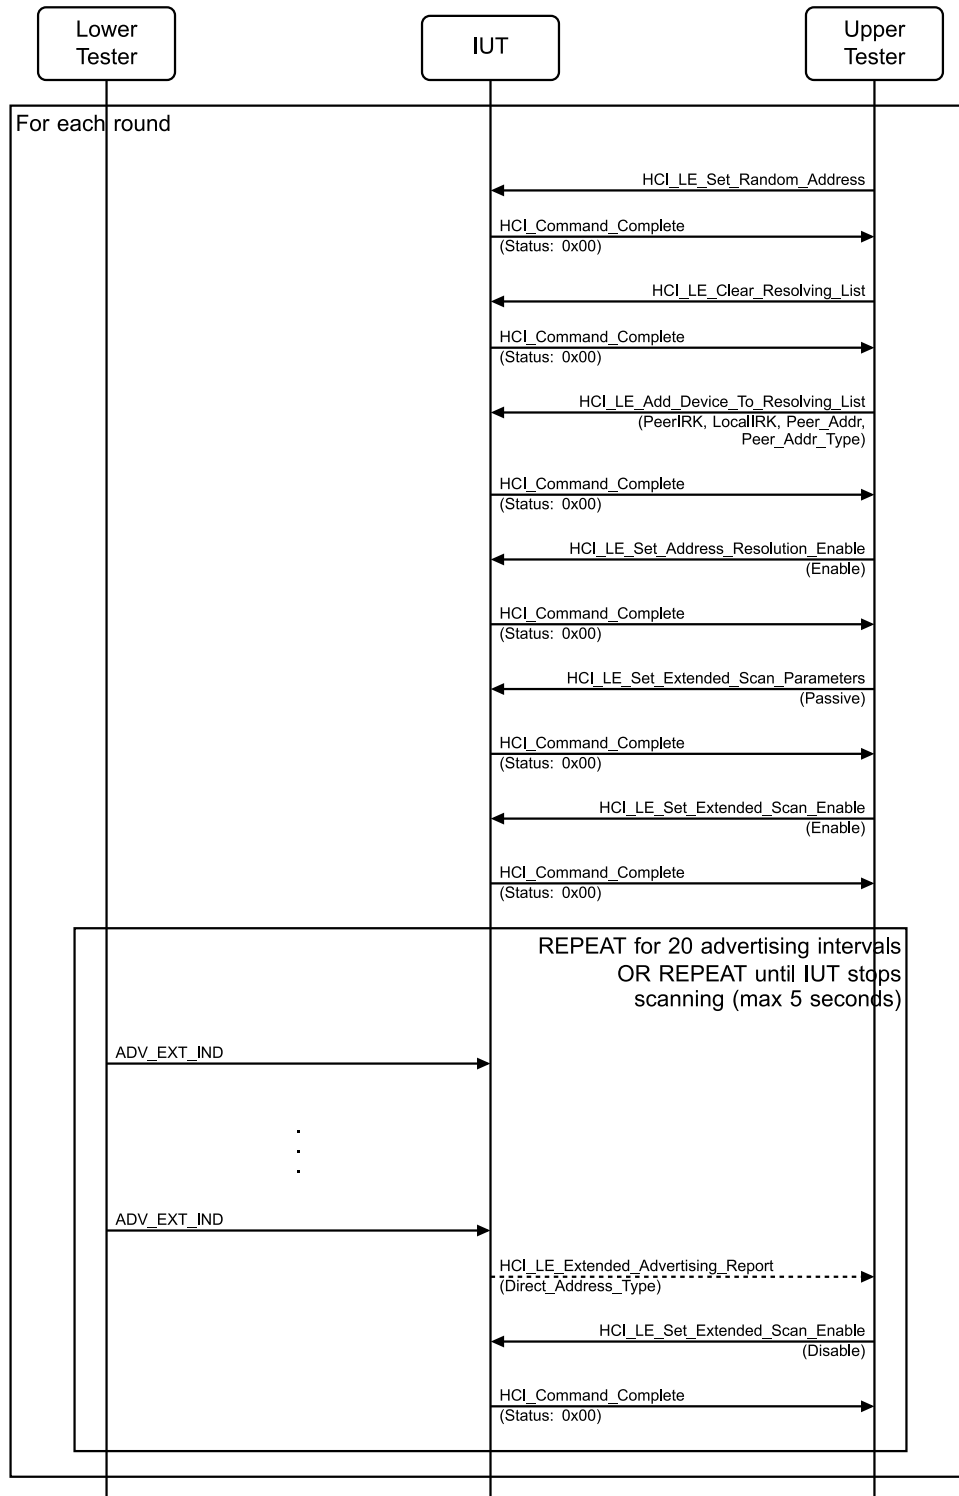 Lower
Tester
IUT
Upper
Tester
For each round
HCI_LE_Set_Random_Address
HCI_Command_Complete
(Status: 0x00)
HCI_LE_Clear_Resolving_List
HCI_Command_Complete
(Status: 0x00)
HCI_LE_Add_Device_To_Resolving_List
(PeerIRK, LocalIRK, Peer_Addr,
Peer_Addr_Type)
HCI_Command_Complete
(Status: 0x00)
HCI_LE_Set_Address_Resolution_Enable
(Enable)
HCI_Command_Complete
(Status: 0x00)
HCI_LE_Set_Extended_Scan_Parameters
(Passive)
HCI_Command_Complete
(Status: 0x00)
HCI_LE_Set_Extended_Scan_Enable
(Enable)
HCI_Command_Complete
(Status: 0x00)
REPEAT for 20 advertising intervals
OR REPEAT until IUT stops
scanning (max 5 seconds)
ADV_EXT_IND
.
.
.
ADV_EXT_IND
HCI_LE_Extended_Advertising_Report
(Direct_Address_Type)
HCI_LE_Set_Extended_Scan_Enable
(Disable)
HCI_Command_Complete
(Status: 0x00)